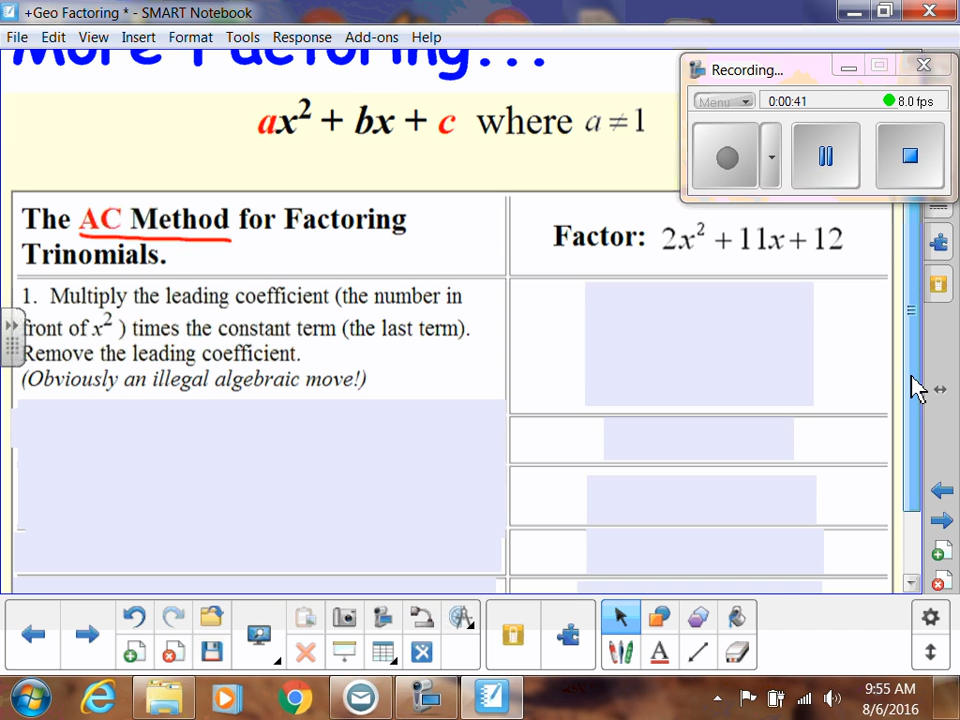 +Geo Factoring * - SMART Notebook
File Edit View Insert Format Tools Response Add-ons Help
More Factoring...
Recording...
Menu 0:00:41 8.0 fps
ax² + bx + c where a ≠ 1
The AC Method for Factoring
Trinomials.
Factor: 2x² + 11x + 12
1. Multiply the leading coefficient (the number in
front of x² ) times the constant term (the last term).
Remove the leading coefficient.
(Obviously an illegal algebraic move!)
9:55 AM
8/6/2016